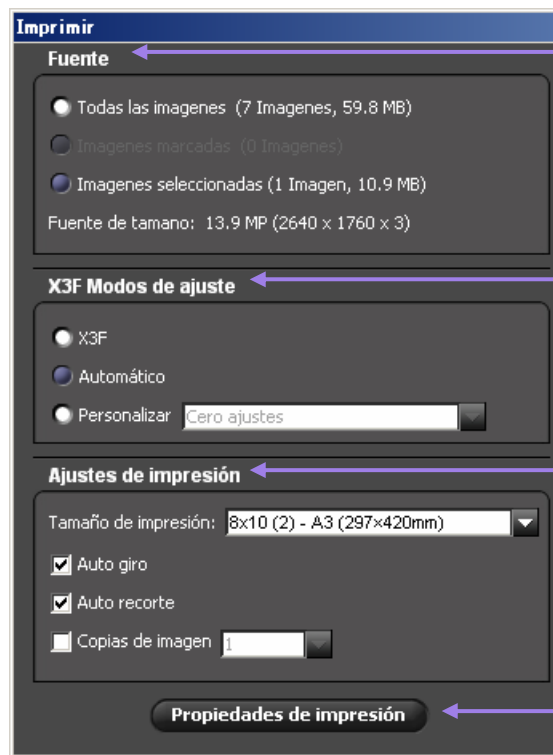 Imprimir
Fuente
Todas las imagenes (7 Imagenes, 59.8 MB)
Imagenes marcadas (0 Imagenes)
Imagenes seleccionadas (1 Imagen, 10.9 MB)
Fuente de tamano: 13.9 MP (2640 x 1760 x 3)
X3F Modos de ajuste
X3F
Automático
Personalizar Cero ajustes
Ajustes de impresión
Tamaño de impresión: 8x10 (2) - A3 (297×420mm)
Auto giro
Auto recorte
Copias de imagen 1
Propiedades de impresión